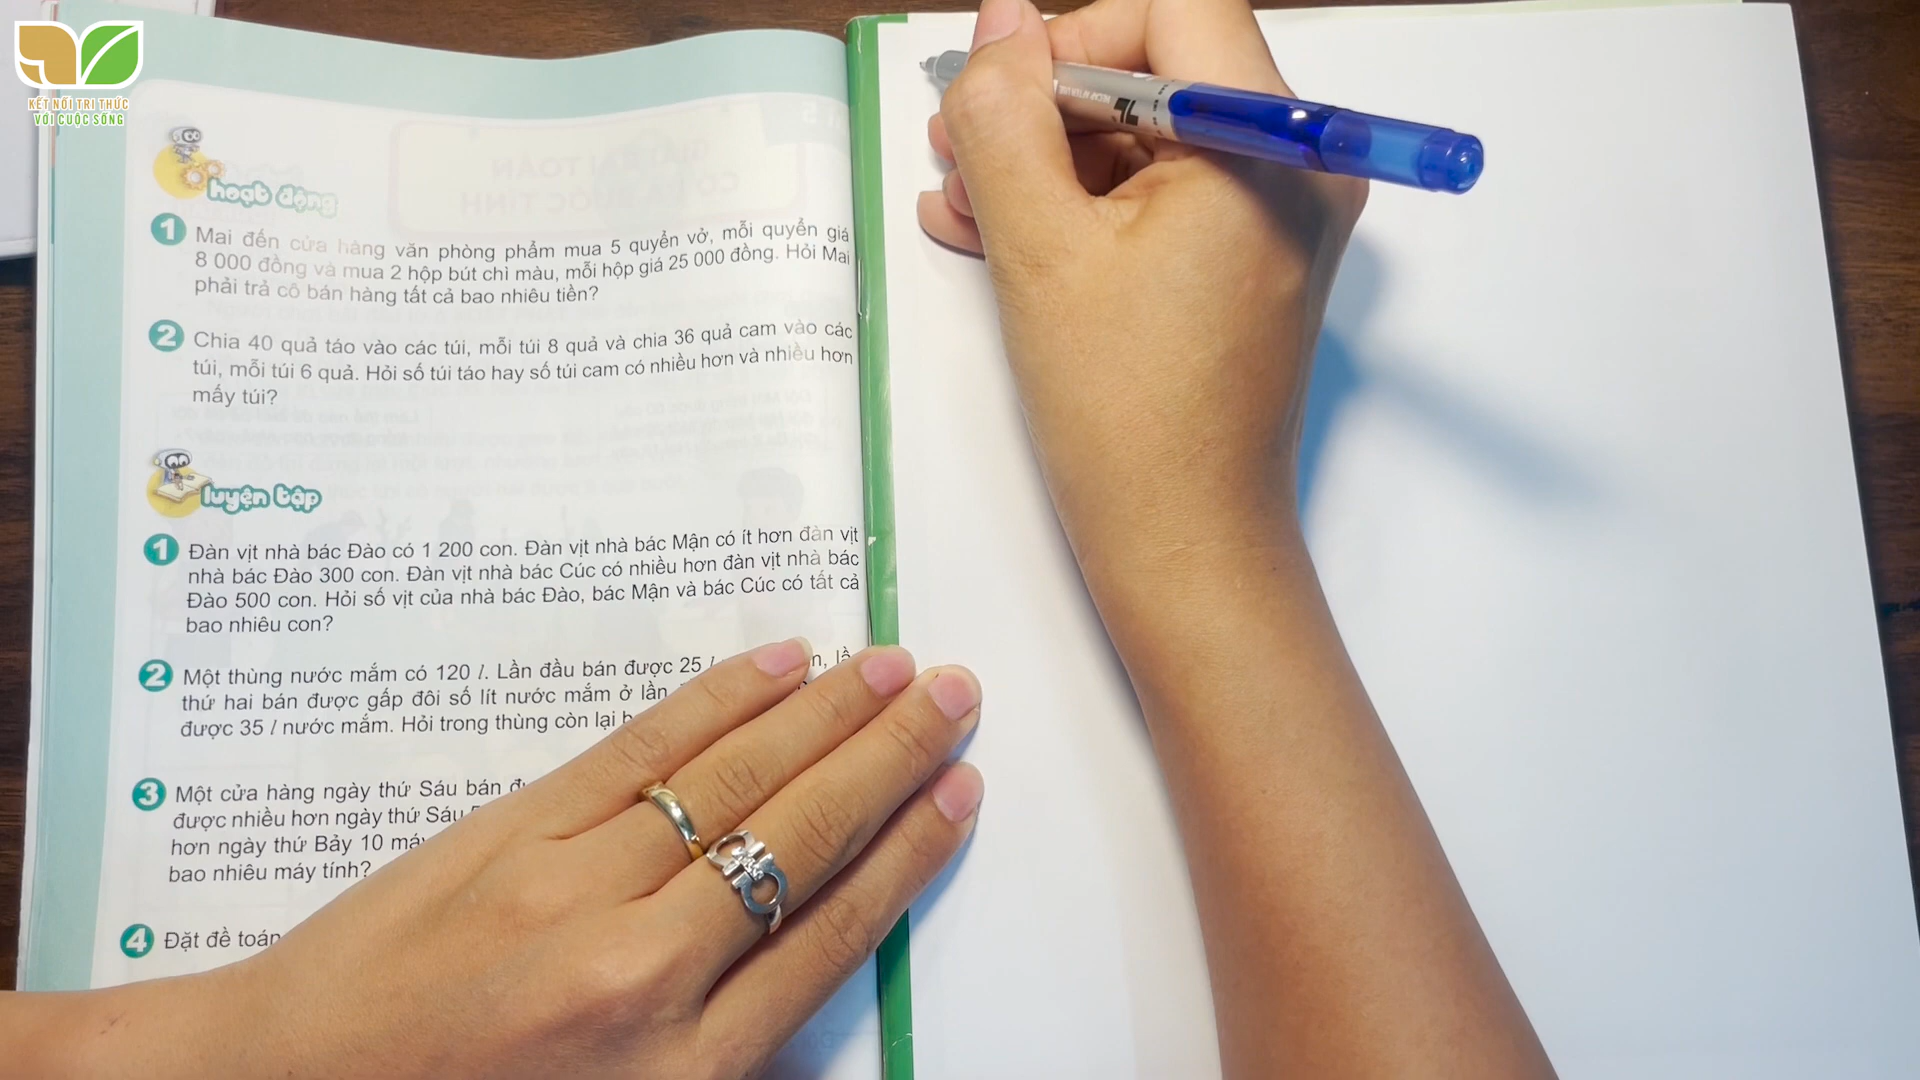 KẾT NỐI TRI THỨC
VỚI CUỘC SỐNG
hoạt động
1 Mai đến cửa hàng văn phòng phẩm mua 5 quyển vở, mỗi quyển giá
8 000 đồng và mua 2 hộp bút chì màu, mỗi hộp giá 25 000 đồng. Hỏi Mai
phải trả cô bán hàng tất cả bao nhiêu tiền?
2 Chia 40 quả táo vào các túi, mỗi túi 8 quả và chia 36 quả cam vào các
túi, mỗi túi 6 quả. Hỏi số túi táo hay số túi cam có nhiều hơn và nhiều hơn
mấy túi?
luyện tập
1 Đàn vịt nhà bác Đào có 1 200 con. Đàn vịt nhà bác Mận có ít hơn đàn vịt
nhà bác Đào 300 con. Đàn vịt nhà bác Cúc có nhiều hơn đàn vịt nhà bác
Đào 500 con. Hỏi số vịt của nhà bác Đào, bác Mận và bác Cúc có tất cả
bao nhiêu con?
2 Một thùng nước mắm có 120 l. Lần đầu bán được 25 l
thứ hai bán được gấp đôi số lít nước mắm ở lần
được 35 l nước mắm. Hỏi trong thùng còn lại
3 Một cửa hàng ngày thứ Sáu bán
được nhiều hơn ngày thứ Sáu
hơn ngày thứ Bảy 10
bao nhiêu máy tính?
4 Đặt đề toán